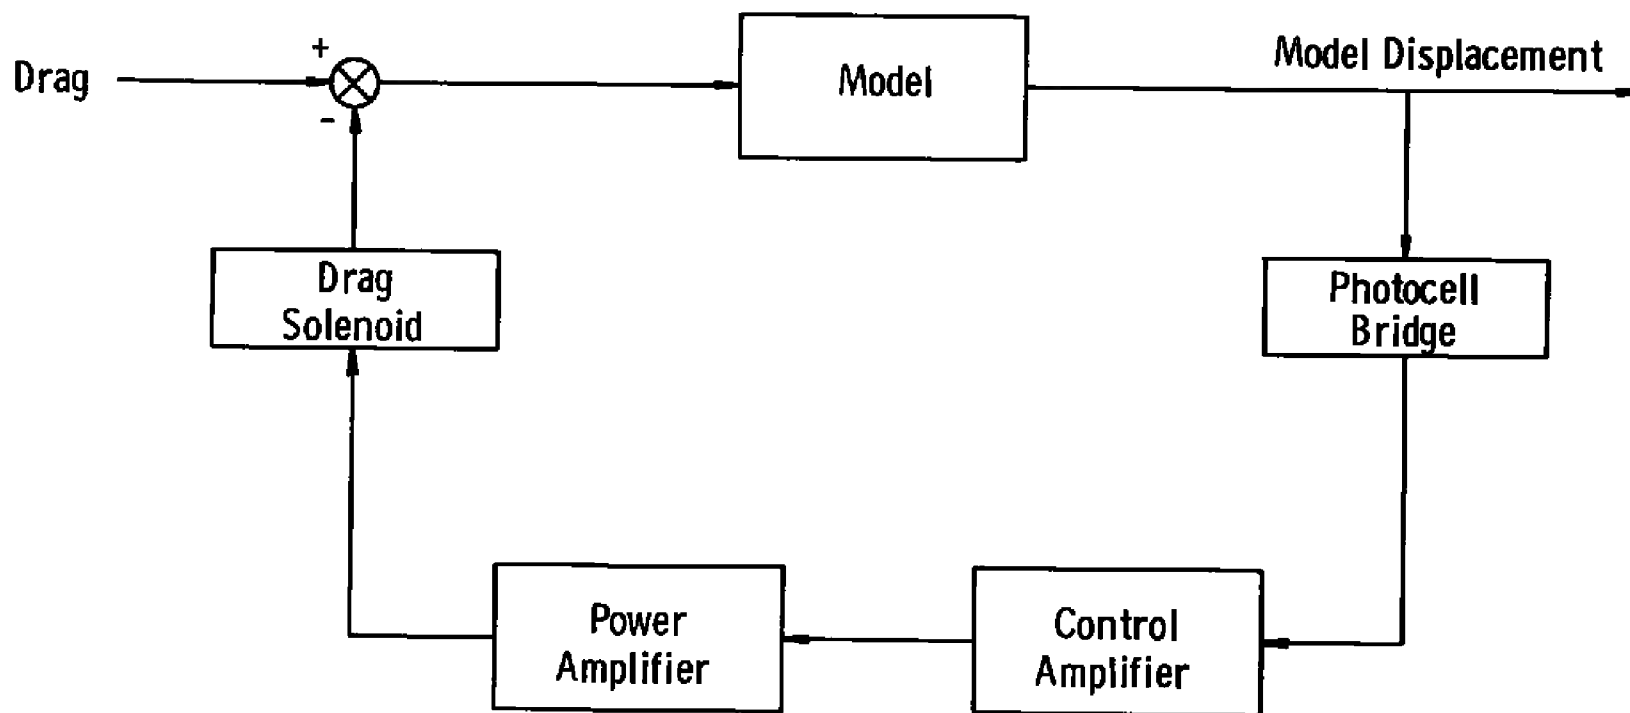 +
Drag
Model
Model Displacement
-
Drag
Solenoid
Photocell
Bridge
Power
Amplifier
Control
Amplifier